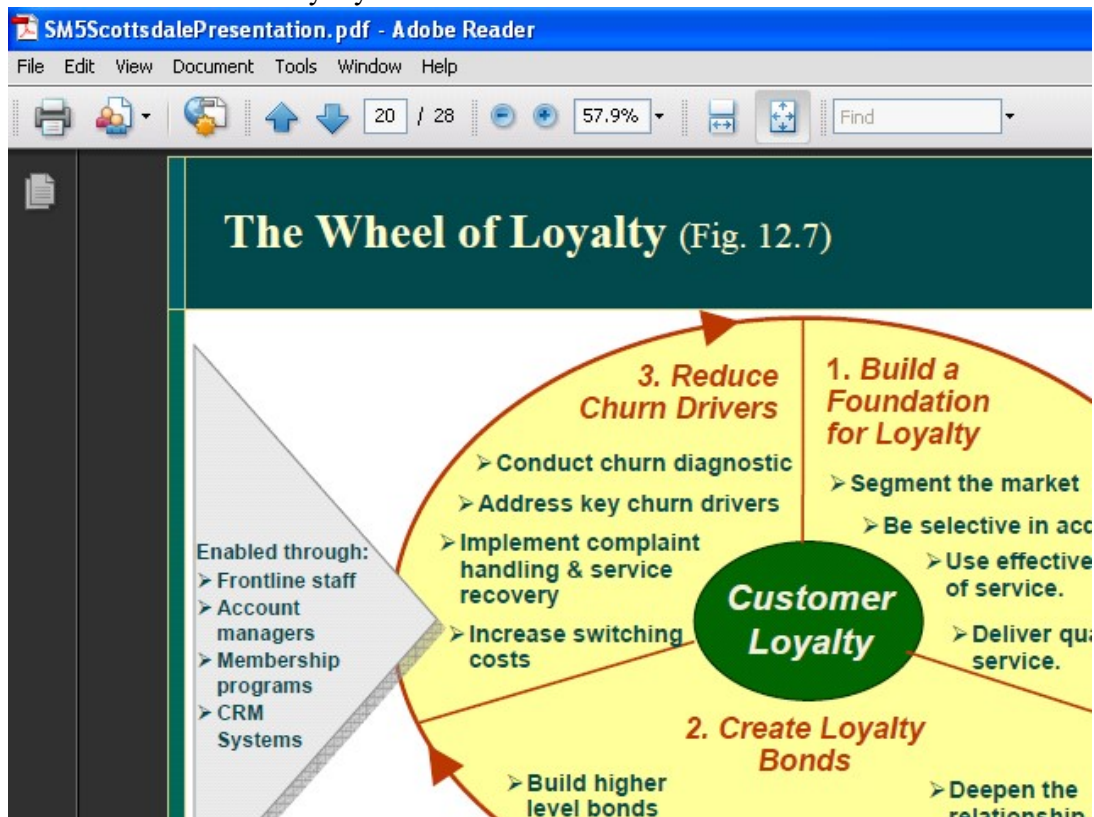 SM5ScottsdalePresentation.pdf - Adobe Reader
File Edit View Document Tools Window Help
20 / 28 57.9% Find
The Wheel of Loyalty (Fig. 12.7)
3. Reduce
Churn Drivers
➢ Conduct churn diagnostic
➢ Address key churn drivers
➢ Implement complaint
handling & service
recovery
➢ Increase switching
costs
1. Build a
Foundation
for Loyalty
➢ Segment the market
➢ Be selective in
➢ Use effective
of service.
➢ Deliver
service.
Customer
Loyalty
Enabled through:
➢ Frontline staff
➢ Account
managers
➢ Membership
programs
➢ CRM
Systems
2. Create Loyalty
Bonds
➢ Build higher
level bonds
➢ Deepen the
relationship